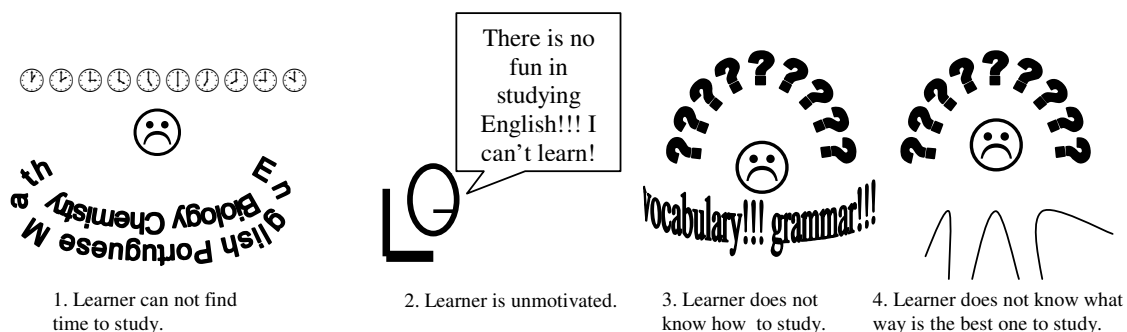 English Portuguese Math
Biology Chemistry
There is no
fun in
studying
English!!! I
can't learn!
?????????
vocabulary!!! grammar!!!
?????????
1. Learner can not find
time to study.
2. Learner is unmotivated.
3. Learner does not
know how to study.
4. Learner does not know what
way is the best one to study.